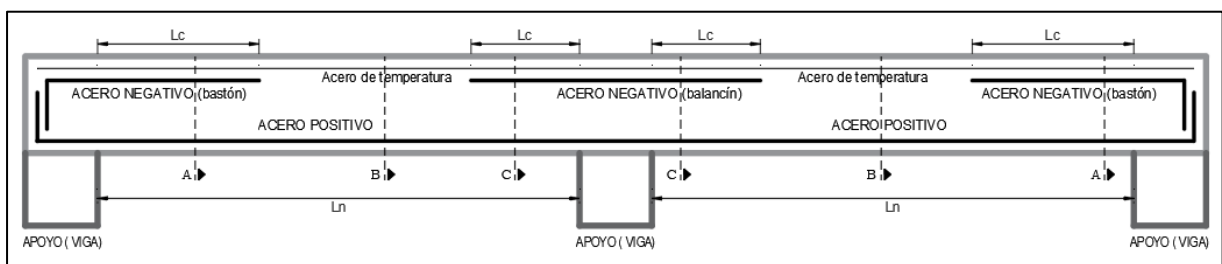 Lc Lc Lc Lc
Acero de temperatura Acero de temperatura
ACERO NEGATIVO (bastón) ACERO NEGATIVO (balancín) ACERO NEGATIVO (bastón)
ACERO POSITIVO ACERO POSITIVO
A B C C B A
Ln Ln
APOYO ( VIGA) APOYO ( VIGA) APOYO ( VIGA)